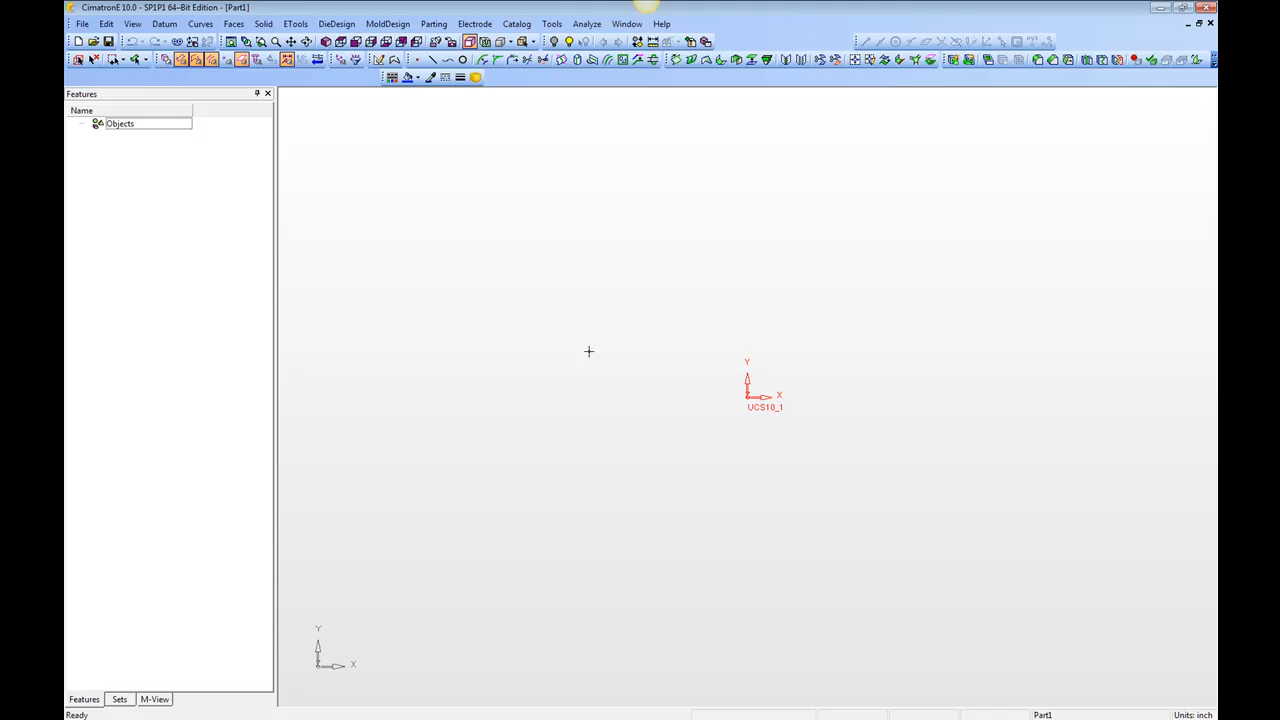 CimatronE 10.0 - SP1P1 64-Bit Edition - [Part1]
File Edit View Datum Curves Faces Solid ETools DieDesign MoldDesign Parting Electrode Catalog Tools Analyze Window Help
Features
Name
Objects
Y
X
UCS10_1
Y
X
Features Sets M-View
Ready Part1 Units: inch